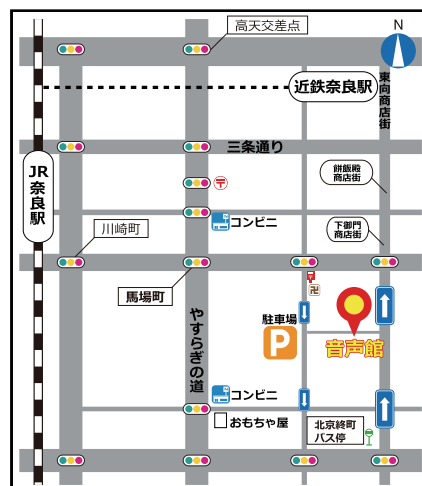 高天交差点
N
近鉄奈良駅
東向商店街
三条通り
餅飯殿
商店街
JR
奈良駅
〒
川崎町
コンビニ
下御門
商店街
馬場町
卍
やすらぎの道
駐車場
P
音声館
コンビニ
おもちゃ屋
北京終町
バス停